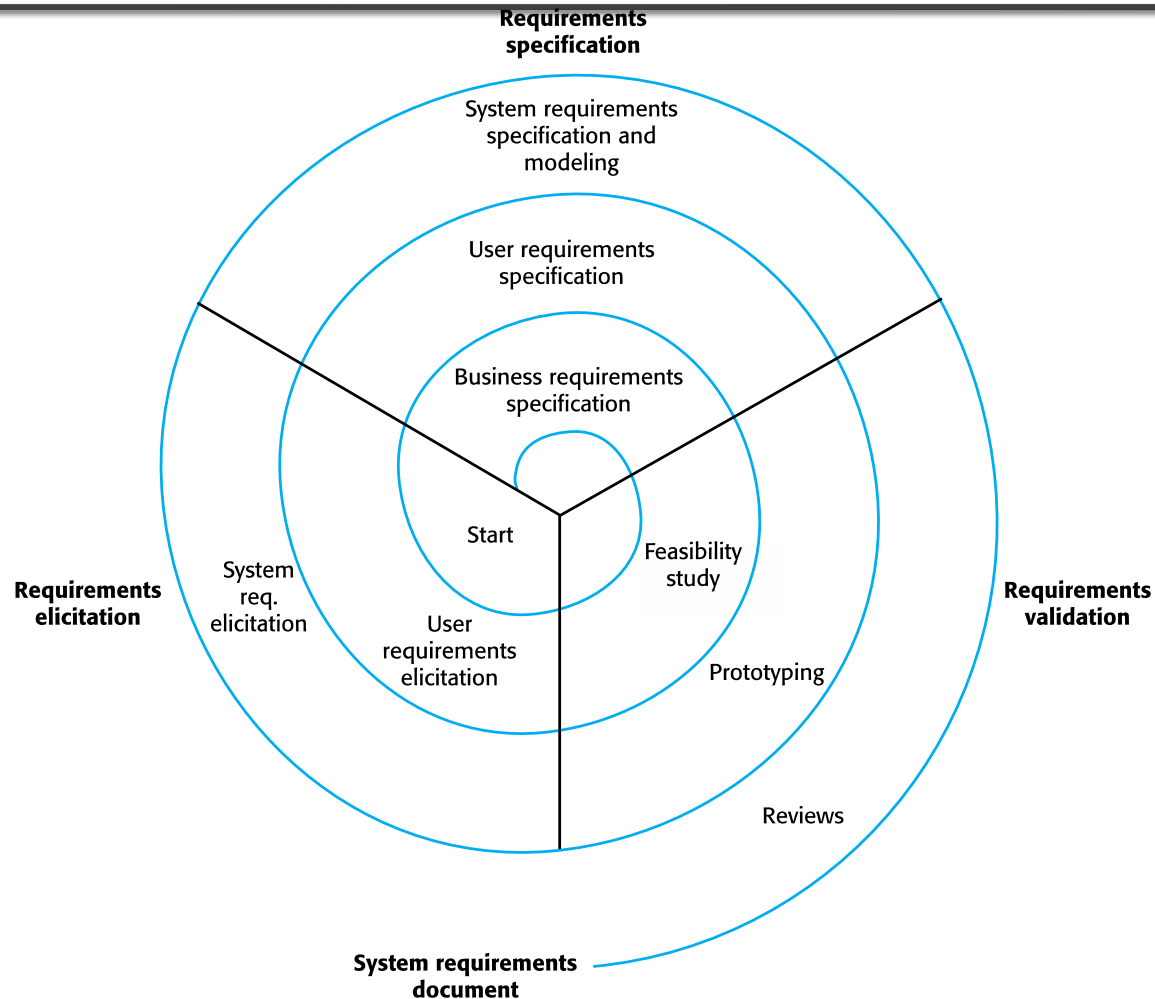 Requirements
specification
System requirements
specification and
modeling
User requirements
specification
Business requirements
specification
Start
Feasibility
study
System
req.
elicitation
Requirements
elicitation
Requirements
validation
User
requirements
elicitation
Prototyping
Reviews
System requirements
document